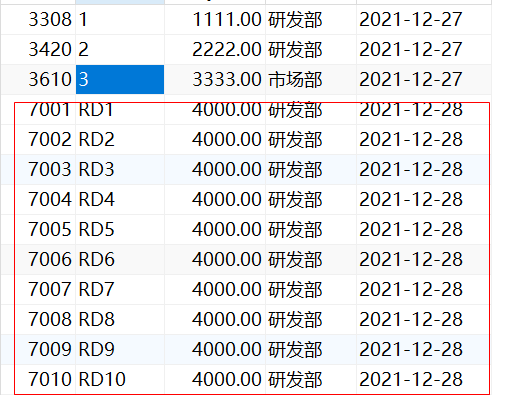 3308 1 1111.00 研发部 2021-12-27
3420 2 2222.00 研发部 2021-12-27
3610 3 3333.00 市场部 2021-12-27
7001 RD1 4000.00 研发部 2021-12-28
7002 RD2 4000.00 研发部 2021-12-28
7003 RD3 4000.00 研发部 2021-12-28
7004 RD4 4000.00 研发部 2021-12-28
7005 RD5 4000.00 研发部 2021-12-28
7006 RD6 4000.00 研发部 2021-12-28
7007 RD7 4000.00 研发部 2021-12-28
7008 RD8 4000.00 研发部 2021-12-28
7009 RD9 4000.00 研发部 2021-12-28
7010 RD10 4000.00 研发部 2021-12-28